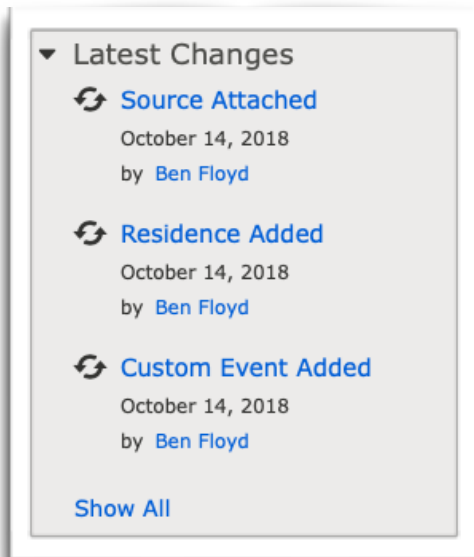 Latest Changes
Source Attached
October 14, 2018
by Ben Floyd
Residence Added
October 14, 2018
by Ben Floyd
Custom Event Added
October 14, 2018
by Ben Floyd
Show All